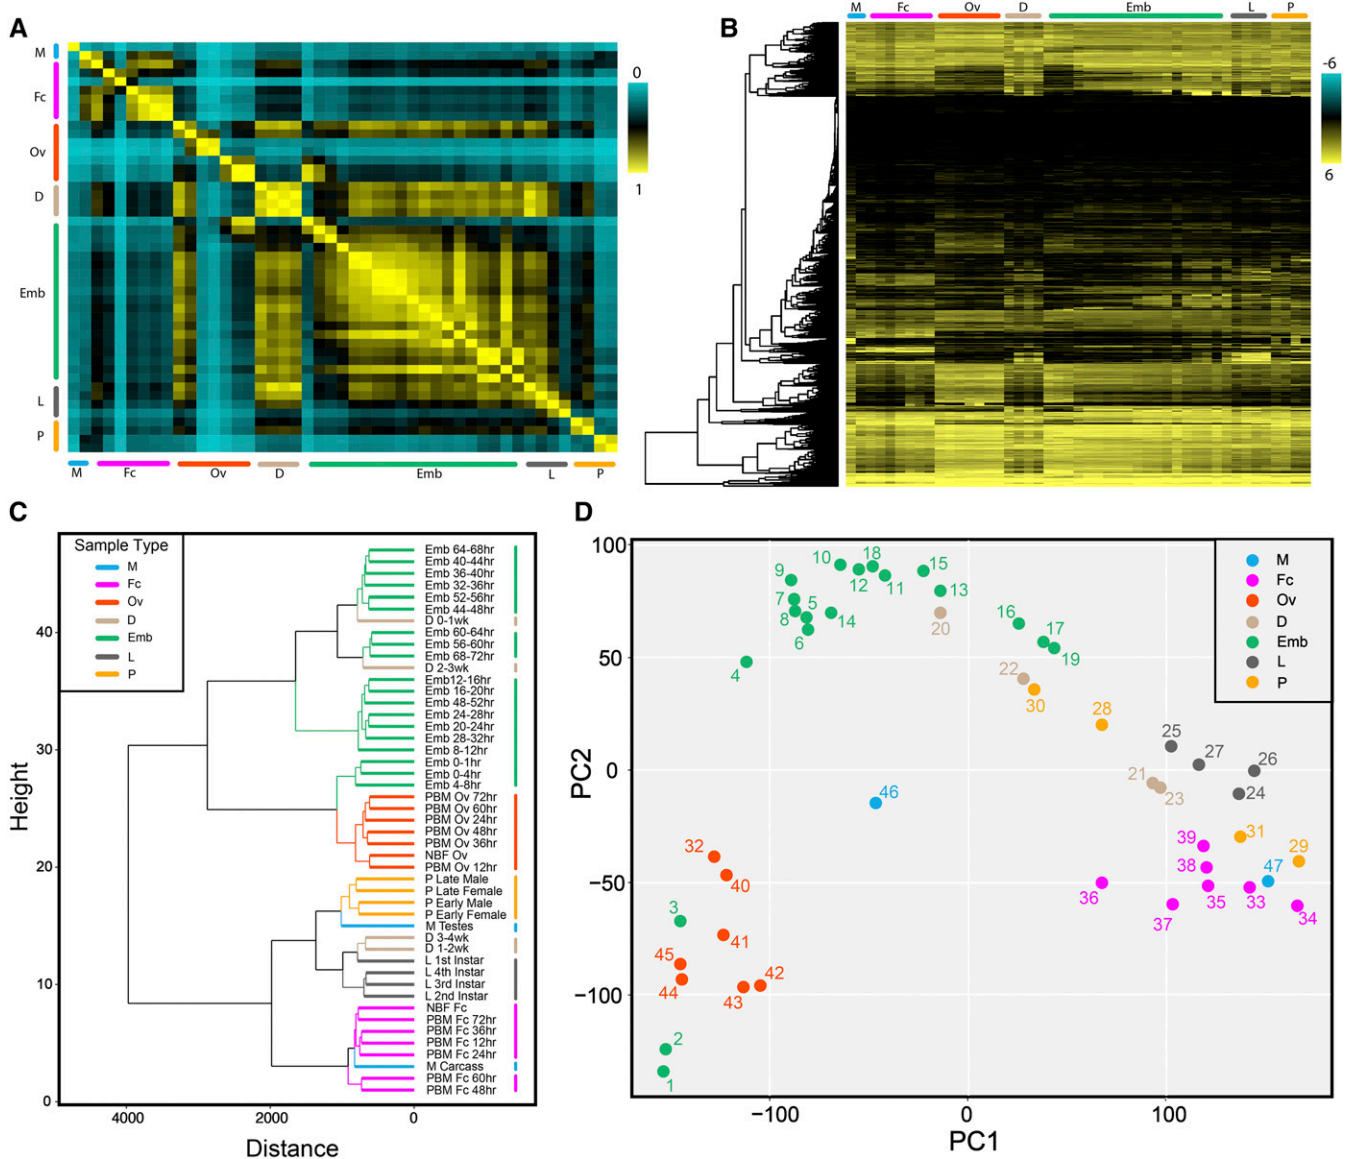 A
M
Fc
Ov
D
Emb
L
P
M
Fc
Ov
D
Emb
L
P
0
1
B
M
Fc
Ov
D
Emb
L
P
-6
6
C
Sample Type
M
Fc
Ov
D
Emb
L
P
Emb 64-68hr
Emb 40-44hr
Emb 36-40hr
Emb 32-36hr
Emb 52-56hr
Emb 44-48hr
D 0-1wk
Emb 60-64hr
Emb 56-60hr
Emb 68-72hr
D 2-3wk
Emb12-16hr
Emb 16-20hr
Emb 48-52hr
Emb 24-28hr
Emb 20-24hr
Emb 28-32hr
Emb 8-12hr
Emb 0-1hr
Emb 0-4hr
Emb 4-8hr
PBM Ov 72hr
PBM Ov 60hr
PBM Ov 24hr
PBM Ov 48hr
PBM Ov 36hr
NBF Ov
PBM Ov 12hr
P Late Male
P Late Female
P Early Male
P Early Female
M Testes
D 3-4wk
D 1-2wk
L 1st Instar
L 4th Instar
L 3rd Instar
L 2nd Instar
NBF Fc
PBM Fc 72hr
PBM Fc 36hr
PBM Fc 12hr
PBM Fc 24hr
M Carcass
PBM Fc 60hr
PBM Fc 48hr
Height
40
30
20
10
0
4000
2000
0
Distance
D
100
50
0
−50
−100
PC2
−100
0
100
PC1
M
Fc
Ov
D
Emb
L
P
10
18
15
9
12
11
13
7
5
8
14
6
20
16
17
19
4
22
30
28
25
27
26
21
23
24
46
31
39
29
32
38
47
40
36
35
33
3
37
34
41
45
42
44
43
2
1